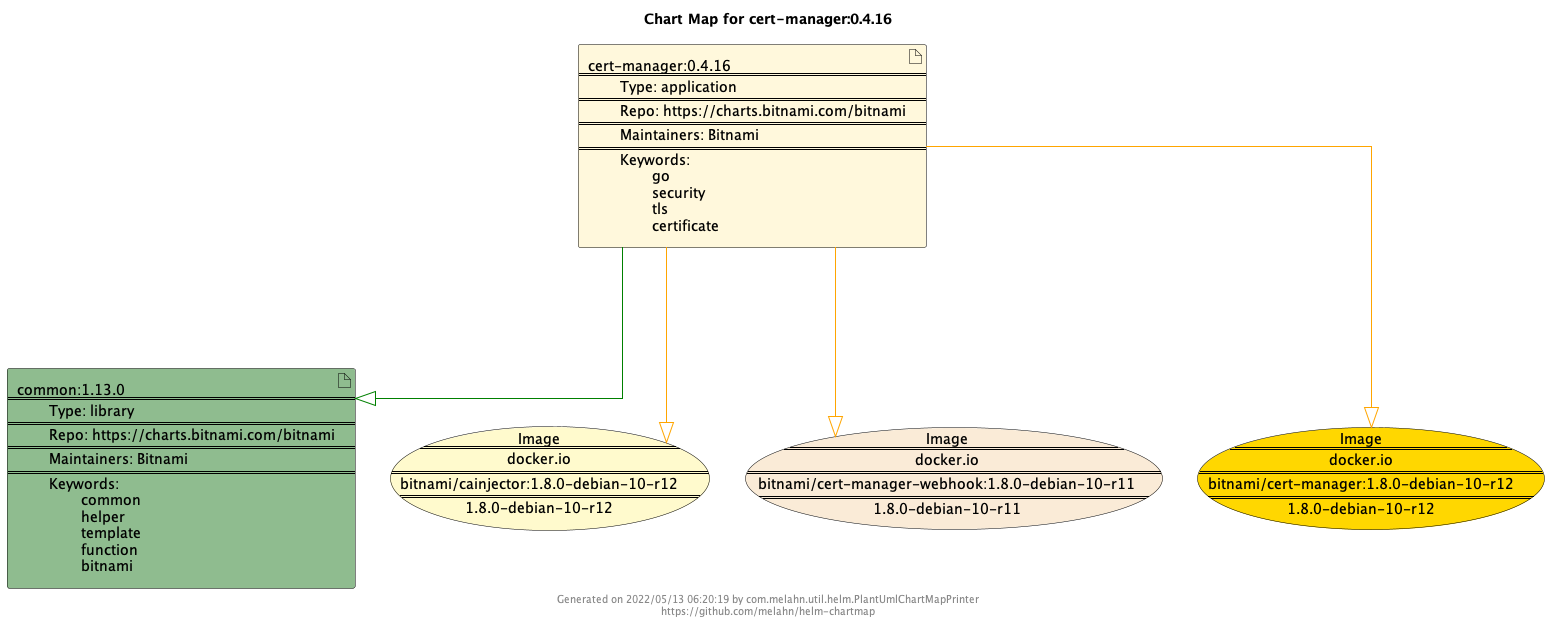 Chart Map for cert-manager:0.4.16
cert-manager:0.4.16
Type: application
Repo: https://charts.bitnami.com/bitnami
Maintainers: Bitnami
Keywords:
go
security
tls
certificate
common:1.13.0
Type: library
Repo: https://charts.bitnami.com/bitnami
Maintainers: Bitnami
Keywords:
common
helper
template
function
bitnami
Image
docker.io
bitnami/cainjector:1.8.0-debian-10-r12
1.8.0-debian-10-r12
Image
docker.io
bitnami/cert-manager-webhook:1.8.0-debian-10-r11
1.8.0-debian-10-r11
Image
docker.io
bitnami/cert-manager:1.8.0-debian-10-r12
1.8.0-debian-10-r12
Generated on 2022/05/13 06:20:19 by com.melahn.util.helm.PlantUmlChartMapPrinter
https://github.com/melahn/helm-chartmap